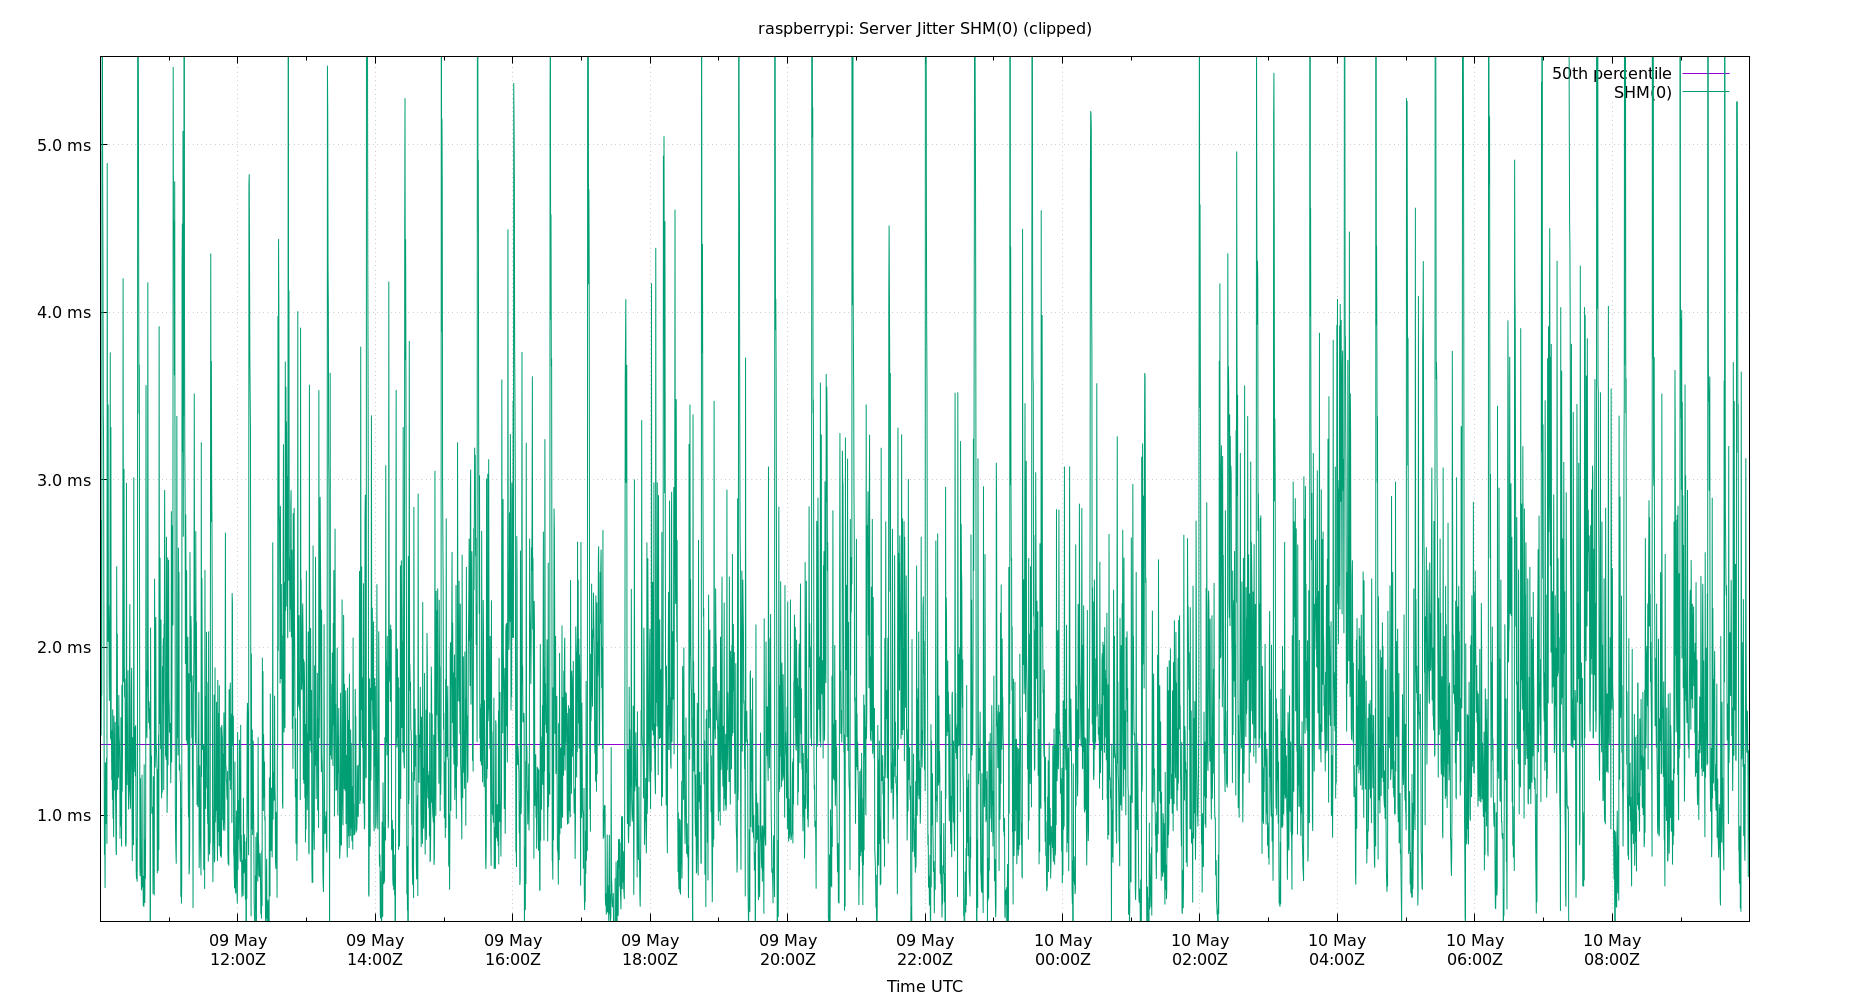 raspberrypi: Server Jitter SHM(0) (clipped)
50th percentile
SHM(0)
5.0 ms
4.0 ms
3.0 ms
2.0 ms
1.0 ms
09 May 09 May 09 May 09 May 09 May 09 May 10 May 10 May 10 May 10 May 10 May
12:00Z 14:00Z 16:00Z 18:00Z 20:00Z 22:00Z 00:00Z 02:00Z 04:00Z 06:00Z 08:00Z
Time UTC